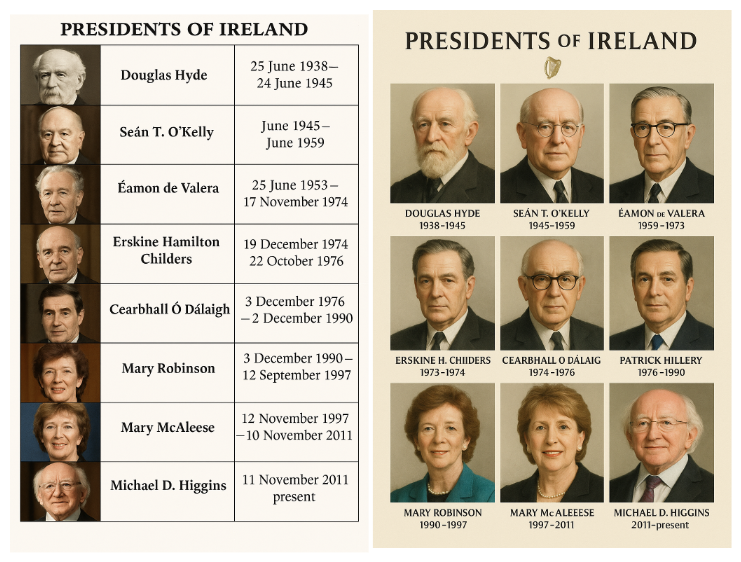 PRESIDENTS OF IRELAND
Douglas Hyde
25 June 1938–
24 June 1945
Seán T. O'Kelly
June 1945–
June 1959
Éamon de Valera
25 June 1953–
17 November 1974
Erskine Hamilton
Childers
19 December 1974
22 October 1976
Cearbhall Ó Dálaigh
3 December 1976
–2 December 1990
Mary Robinson
3 December 1990–
12 September 1997
Mary McAleese
12 November 1997
–10 November 2011
Michael D. Higgins
11 November 2011
present
PRESIDENTS OF IRELAND
DOUGLAS HYDE
1938–1945
SEÁN T. O'KELLY
1945–1959
ÉAMON DE VALERA
1959–1973
ERSKINE H. CHIIDERS
1973–1974
CEARBHALL O DÁLAIG
1974–1976
PATRICK HILLERY
1976–1990
MARY ROBINSON
1990–1997
MARY McALEEESE
1997–2011
MICHAEL D. HIGGINS
2011–present